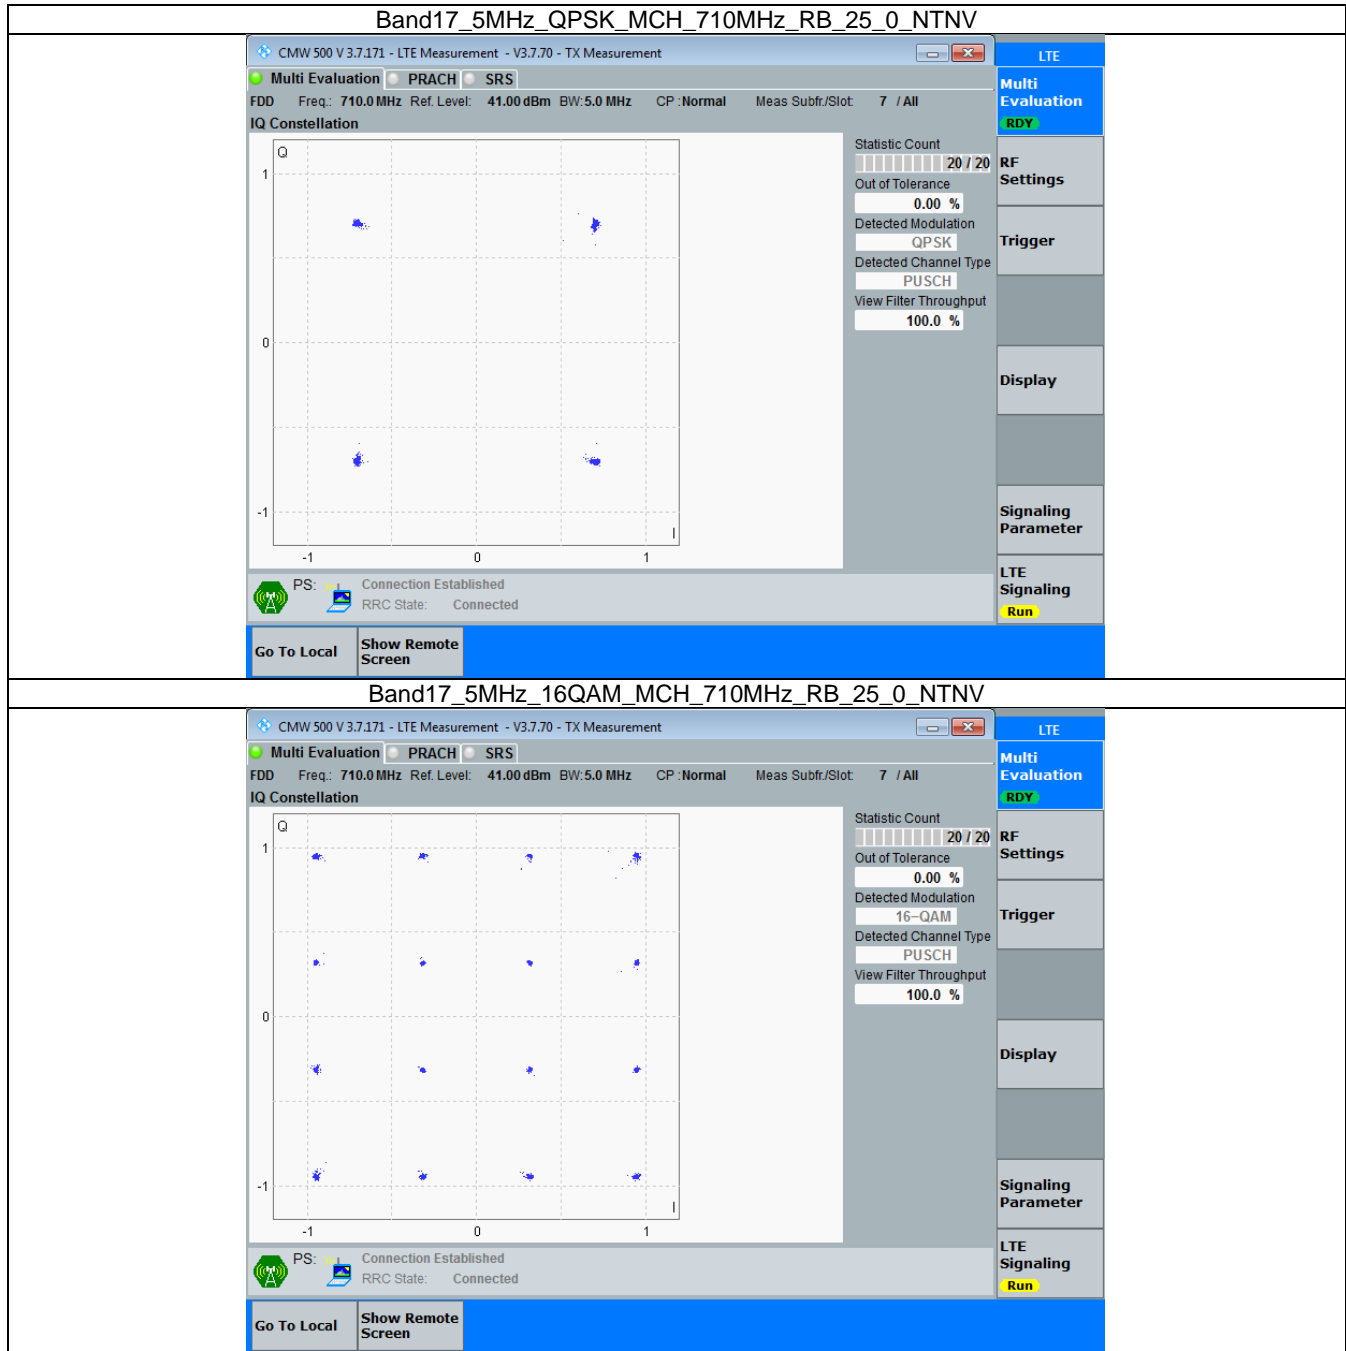 Band17_5MHz_QPSK_MCH_710MHz_RB_25_0_NTNV
CMW 500 V 3.7.171 - LTE Measurement - V3.7.70 - TX Measurement
LTE
Multi Evaluation PRACH SRS
Multi
Evaluation
RDY
FDD Freq.: 710.0 MHz Ref. Level: 41.00 dBm BW: 5.0 MHz CP : Normal Meas Subfr./Slot: 7 / All
IQ Constellation
Q
1
0
-1
I
-1 0 1
Statistic Count
20 / 20
Out of Tolerance
0.00 %
Detected Modulation
QPSK
Detected Channel Type
PUSCH
View Filter Throughput
100.0 %
RF
Settings
Trigger
Display
Signaling
Parameter
LTE
Signaling
Run
PS: Connection Established
RRC State: Connected
Go To Local
Show Remote
Screen
Band17_5MHz_16QAM_MCH_710MHz_RB_25_0_NTNV
CMW 500 V 3.7.171 - LTE Measurement - V3.7.70 - TX Measurement
LTE
Multi Evaluation PRACH SRS
Multi
Evaluation
RDY
FDD Freq.: 710.0 MHz Ref. Level: 41.00 dBm BW: 5.0 MHz CP : Normal Meas Subfr./Slot: 7 / All
IQ Constellation
Q
1
0
-1
I
-1 0 1
Statistic Count
20 / 20
Out of Tolerance
0.00 %
Detected Modulation
16-QAM
Detected Channel Type
PUSCH
View Filter Throughput
100.0 %
RF
Settings
Trigger
Display
Signaling
Parameter
LTE
Signaling
Run
PS: Connection Established
RRC State: Connected
Go To Local
Show Remote
Screen